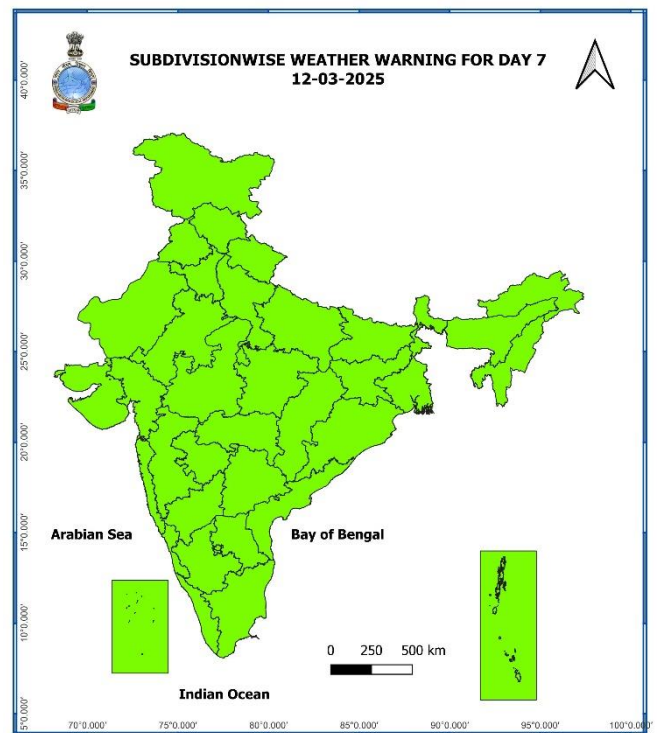 SUBDIVISIONWISE WEATHER WARNING FOR DAY 7
12-03-2025
40°0.000'
35°0.000'
30°0.000'
25°0.000'
20°0.000'
15°0.000'
10°0.000'
5°0.000'
Arabian Sea
Bay of Bengal
0 250 500 km
Indian Ocean
70°0.000' 75°0.000' 80°0.000' 85°0.000' 90°0.000' 95°0.000' 100°0.000'